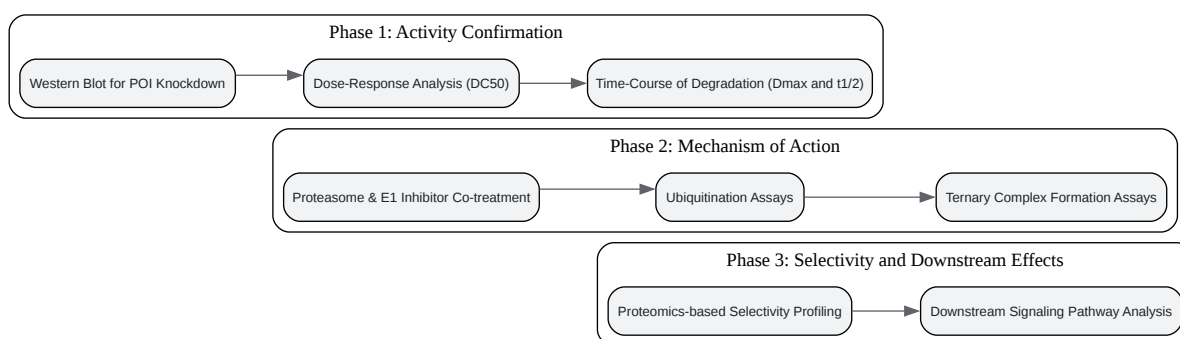 Phase 1: Activity Confirmation
Western Blot for POI Knockdown
Dose-Response Analysis (DC50)
Time-Course of Degradation (Dmax and t1/2)
Phase 2: Mechanism of Action
Proteasome & E1 Inhibitor Co-treatment
Ubiquitination Assays
Ternary Complex Formation Assays
Phase 3: Selectivity and Downstream Effects
Proteomics-based Selectivity Profiling
Downstream Signaling Pathway Analysis